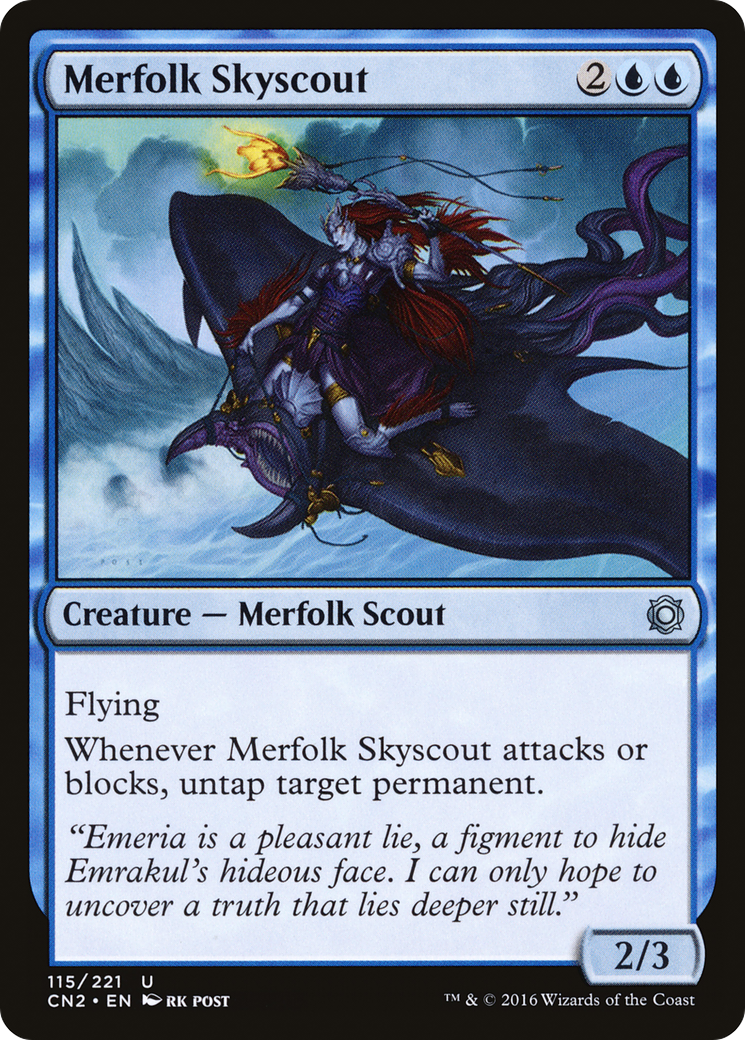 Merfolk Skyscout
2
POST
Creature — Merfolk Scout
Flying
Whenever Merfolk Skyscout attacks or
blocks, untap target permanent.
“Emeria is a pleasant lie, a figment to hide
Emrakul’s hideous face. I can only hope to
uncover a truth that lies deeper still.”
2/3
115/221 U
CN2 • EN RK POST
™ & © 2016 Wizards of the Coast